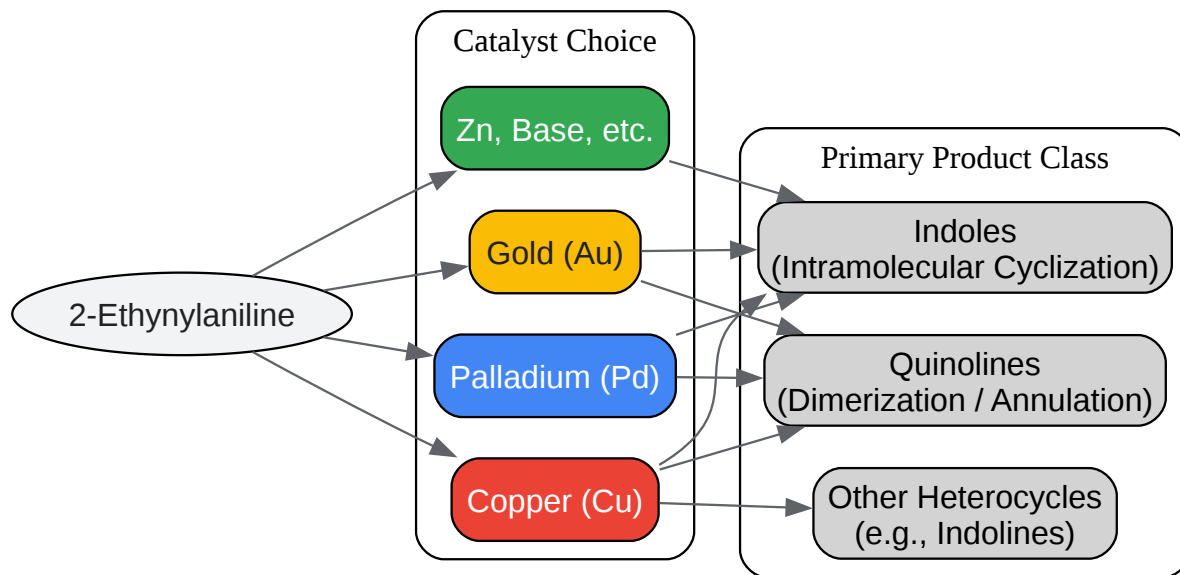 Catalyst Choice
Zn, Base, etc.
Gold (Au)
2-Ethynylaniline
Palladium (Pd)
Copper (Cu)
Primary Product Class
Indoles
(Intramolecular Cyclization)
Quinolines
(Dimerization / Annulation)
Other Heterocycles
(e.g., Indolines)